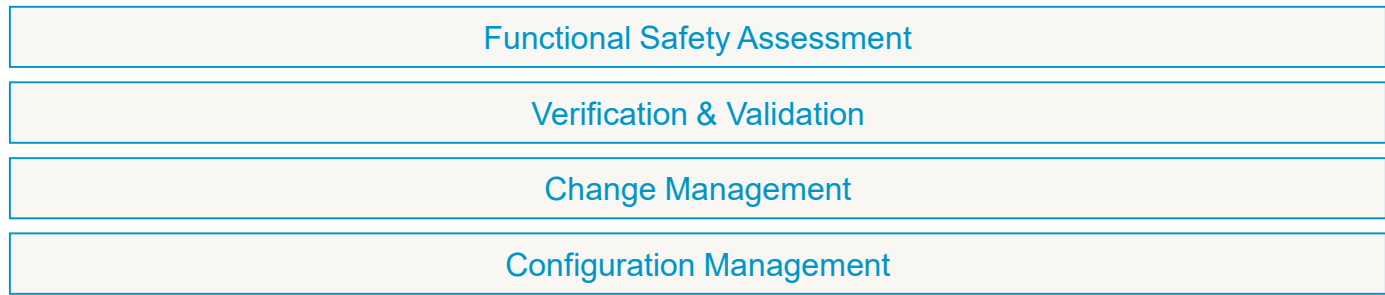 Functional Safety Assessment
Verification & Validation
Change Management
Configuration Management